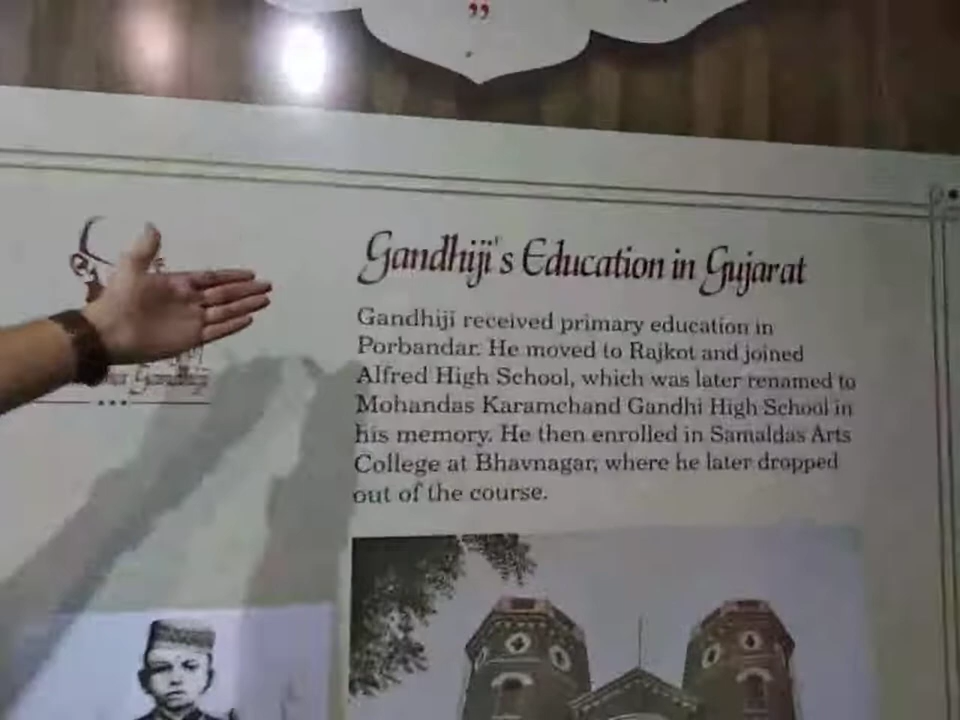 ”
Gandhiji's Education in Gujarat
Gandhiji received primary education in
Porbandar. He moved to Rajkot and joined
Alfred High School, which was later renamed to
Mohandas Karamchand Gandhi High School in
his memory. He then enrolled in Samaldas Arts
College at Bhavnagar, where he later dropped
out of the course.
Gandhiji